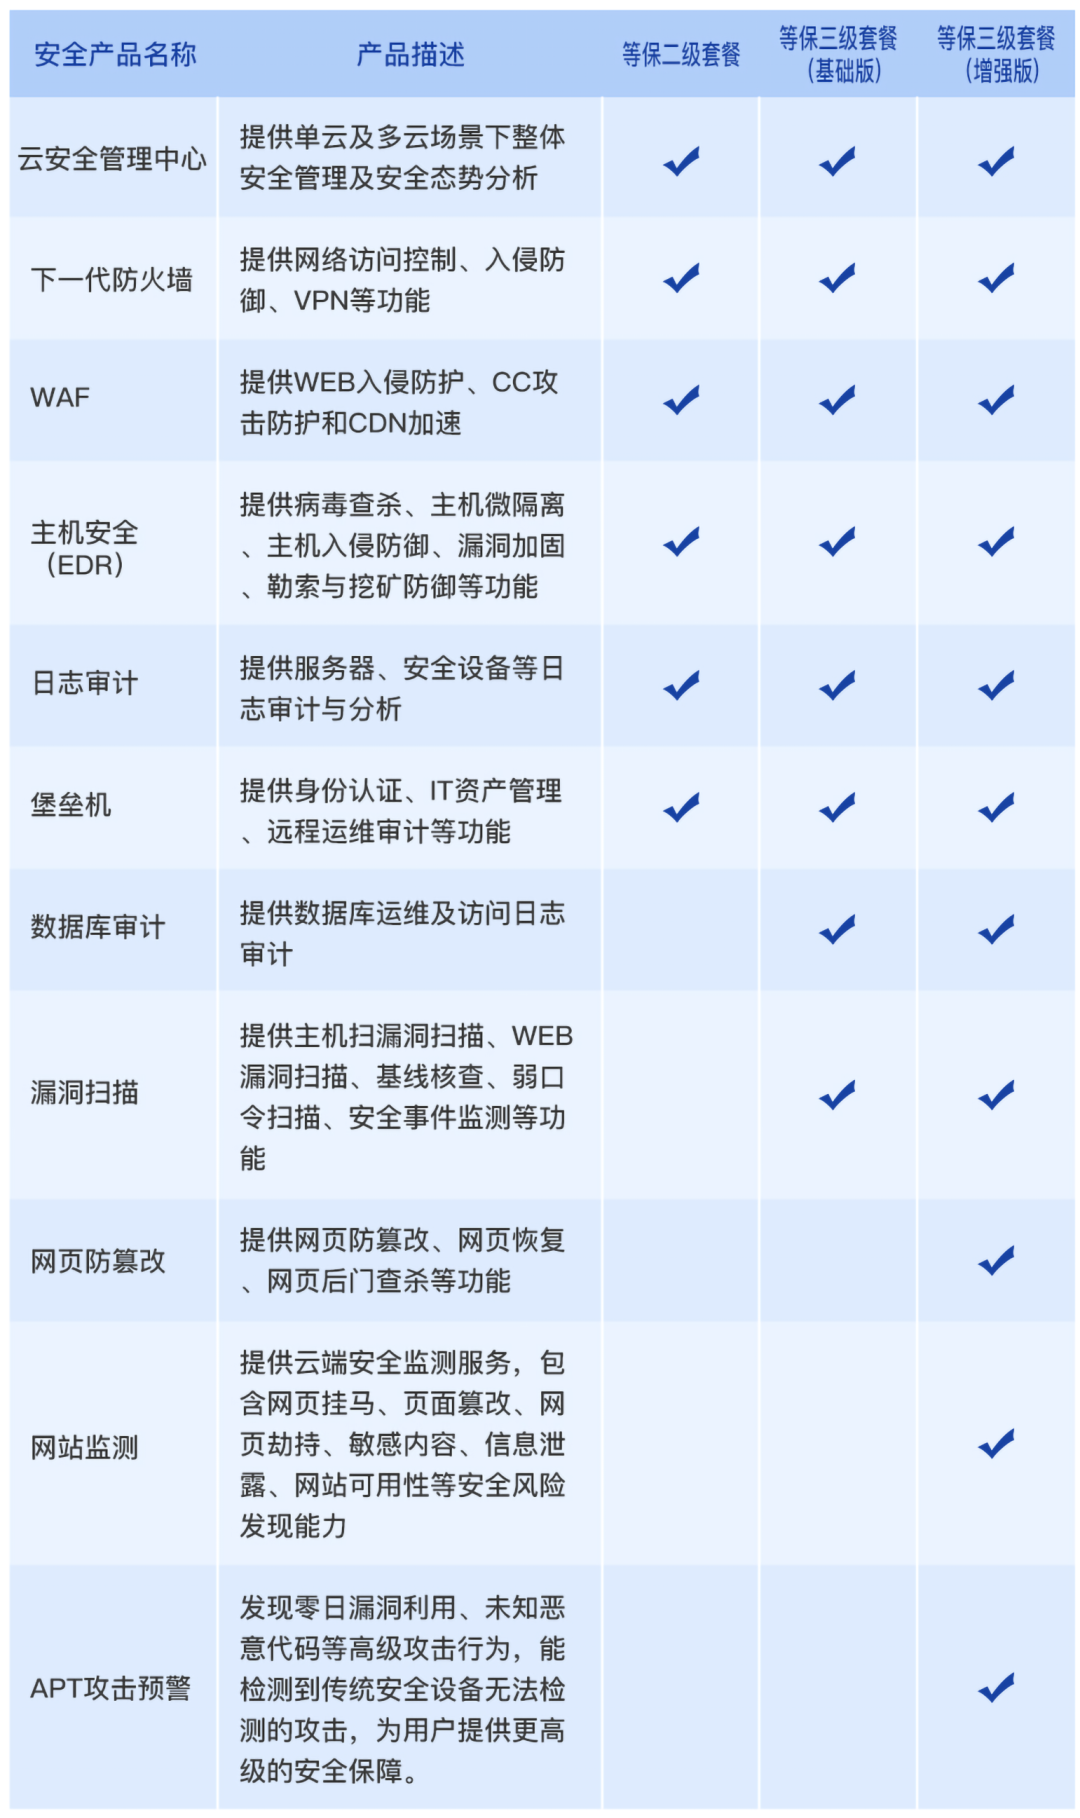 安全产品名称
产品描述
等保二级套餐
等保三级套餐
(基础版)
等保三级套餐
(增强版)
云安全管理中心
提供单云及多云场景下整体
安全管理及安全态势分析
下一代防火墙
提供网络访问控制、入侵防
御、VPN等功能
WAF
提供WEB入侵防护、CC攻
击防护和CDN加速
主机安全
（EDR）
提供病毒查杀、主机微隔离
、主机入侵防御、漏洞加固
、勒索与挖矿防御等功能
日志审计
提供服务器、安全设备等日
志审计与分析
堡垒机
提供身份认证、IT资产管理
、远程运维审计等功能
数据库审计
提供数据库运维及访问日志
审计
漏洞扫描
提供主机扫漏洞扫描、WEB
漏洞扫描、基线核查、弱口
令扫描、安全事件监测等功
能
网页防篡改
提供网页防篡改、网页恢复
、网页后门查杀等功能
网站监测
提供云端安全监测服务，包
含网页挂马、页面篡改、网
页劫持、敏感内容、信息泄
露、网站可用性等安全风险
发现能力
APT攻击预警
发现零日漏洞利用、未知恶
意代码等高级攻击行为，能
检测到传统安全设备无法检
测的攻击，为用户提供更高
级的安全保障。